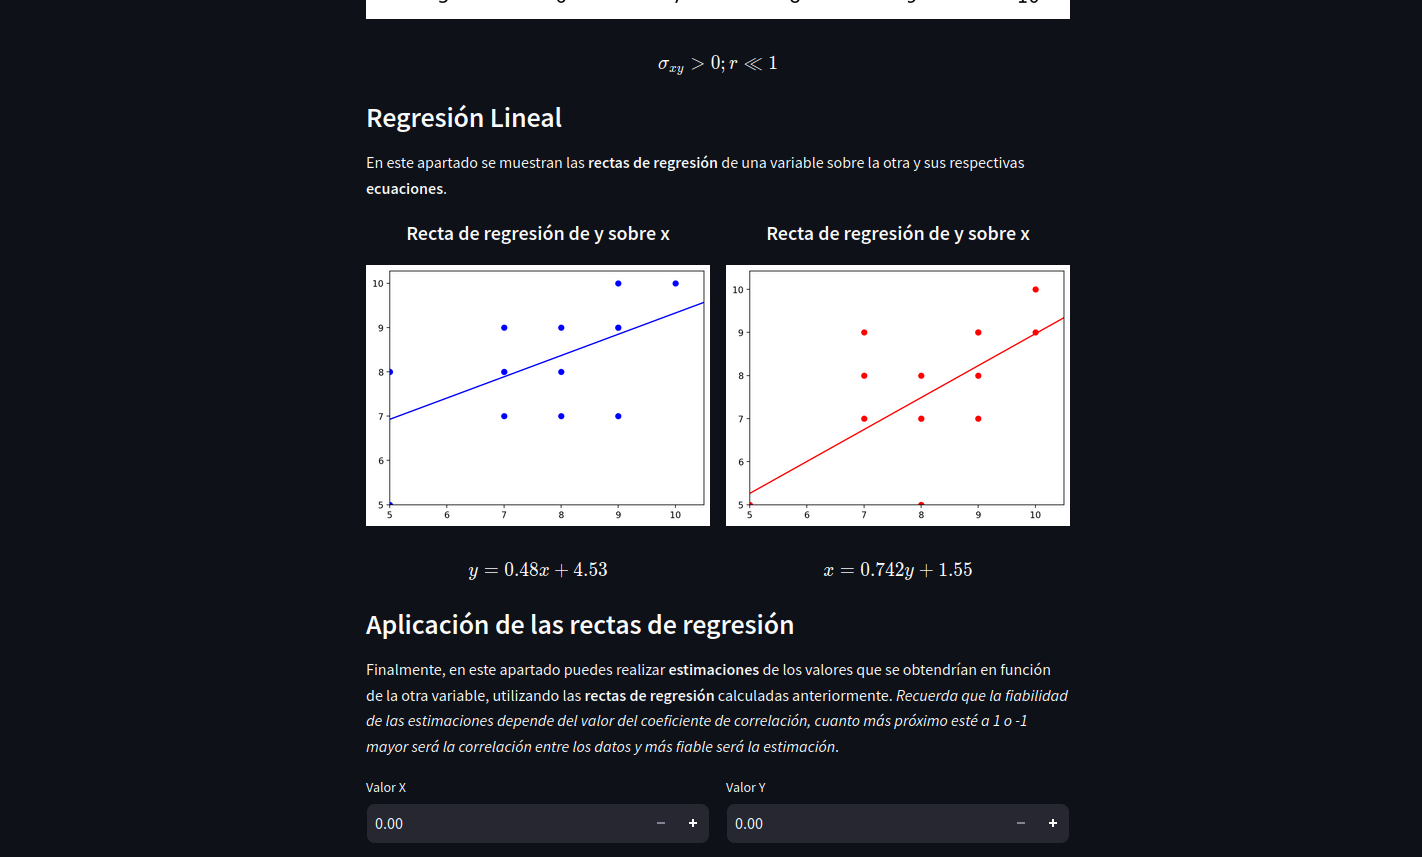 σxy > 0; r ≪ 1
Regresión Lineal
En este apartado se muestran las rectas de regresión de una variable sobre la otra y sus respectivas
ecuaciones.
Recta de regresión de y sobre x
Recta de regresión de y sobre x
10
9
8
7
6
5
5 6 7 8 9 10
10
9
8
7
6
5
5 6 7 8 9 10
y = 0.48x + 4.53
x = 0.742y + 1.55
Aplicación de las rectas de regresión
Finalmente, en este apartado puedes realizar estimaciones de los valores que se obtendrían en función
de la otra variable, utilizando las rectas de regresión calculadas anteriormente. Recuerda que la fiabilidad
de las estimaciones depende del valor del coeficiente de correlación, cuanto más próximo esté a 1 o -1
mayor será la correlación entre los datos y más fiable será la estimación.
Valor X
0.00
Valor Y
0.00